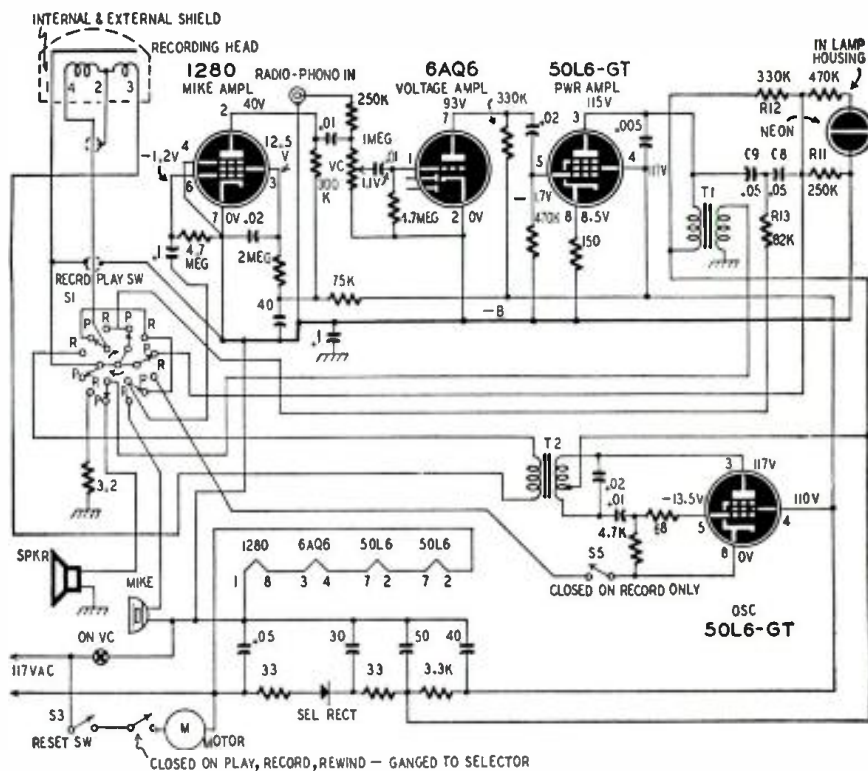 INTERNAL & EXTERNAL SHIELD
RECORDING HEAD
1 4 2 3
1280
MIKE AMPL
RADIO-PHONO IN
6AQ6
VOLTAGE AMPL
50L6-GT
PWR AMPL
IN LAMP
HOUSING
330K
470K
R12
NEON
2
40V
250K
.01
1MEG
VC
93V
7
330K
.02
115V
3
.005
117V
-1.2V
4
6
12.5
V
3
300
K
1.1V
.01
1
5
4
1.7V
C9
C8
.05
.05
R11
250K
T1
R13
82K
7
0V
.02
4.7
MEG
2MEG
4.7MEG
2
0V
470K
8
8.5V
150
.1
RECRD PLAY SW
S1
40
75K
-B
.1
R P R P R
R P R P P R
3.2
T2
3
117V
.02
.01
-13.5V
110V
5
4
68
4.7K
8
0V
S5
CLOSED ON RECORD ONLY
OSC
50L6-GT
SPKR
MIKE
1280
6AQ6
50L6
50L6
1 8 3 4 7 2 7 2
ON VC
117VAC
.05
30
50
40
33
33
3.3K
SEL RECT
S3
RESET SW
M
MOTOR
CLOSED ON PLAY, RECORD, REWIND — GANGED TO SELECTOR